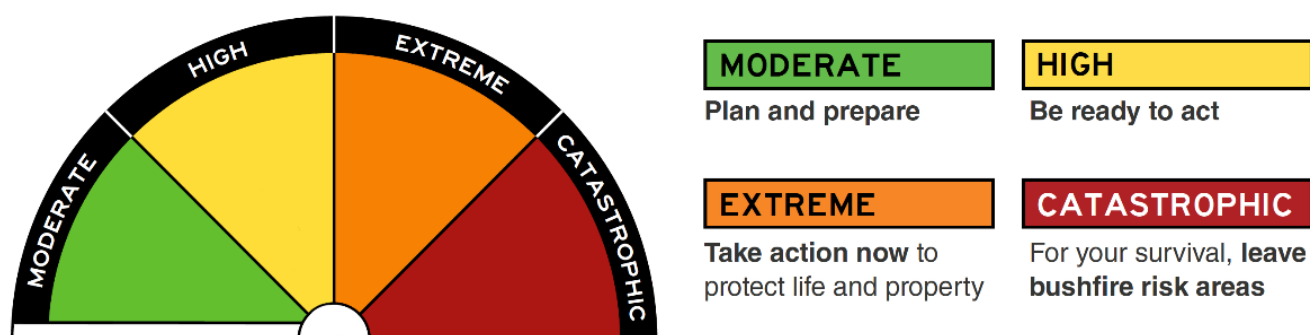 MODERATE
HIGH
EXTREME
CATASTROPHIC
MODERATE
Plan and prepare
HIGH
Be ready to act
EXTREME
Take action now to
protect life and property
CATASTROPHIC
For your survival, leave
bushfire risk areas